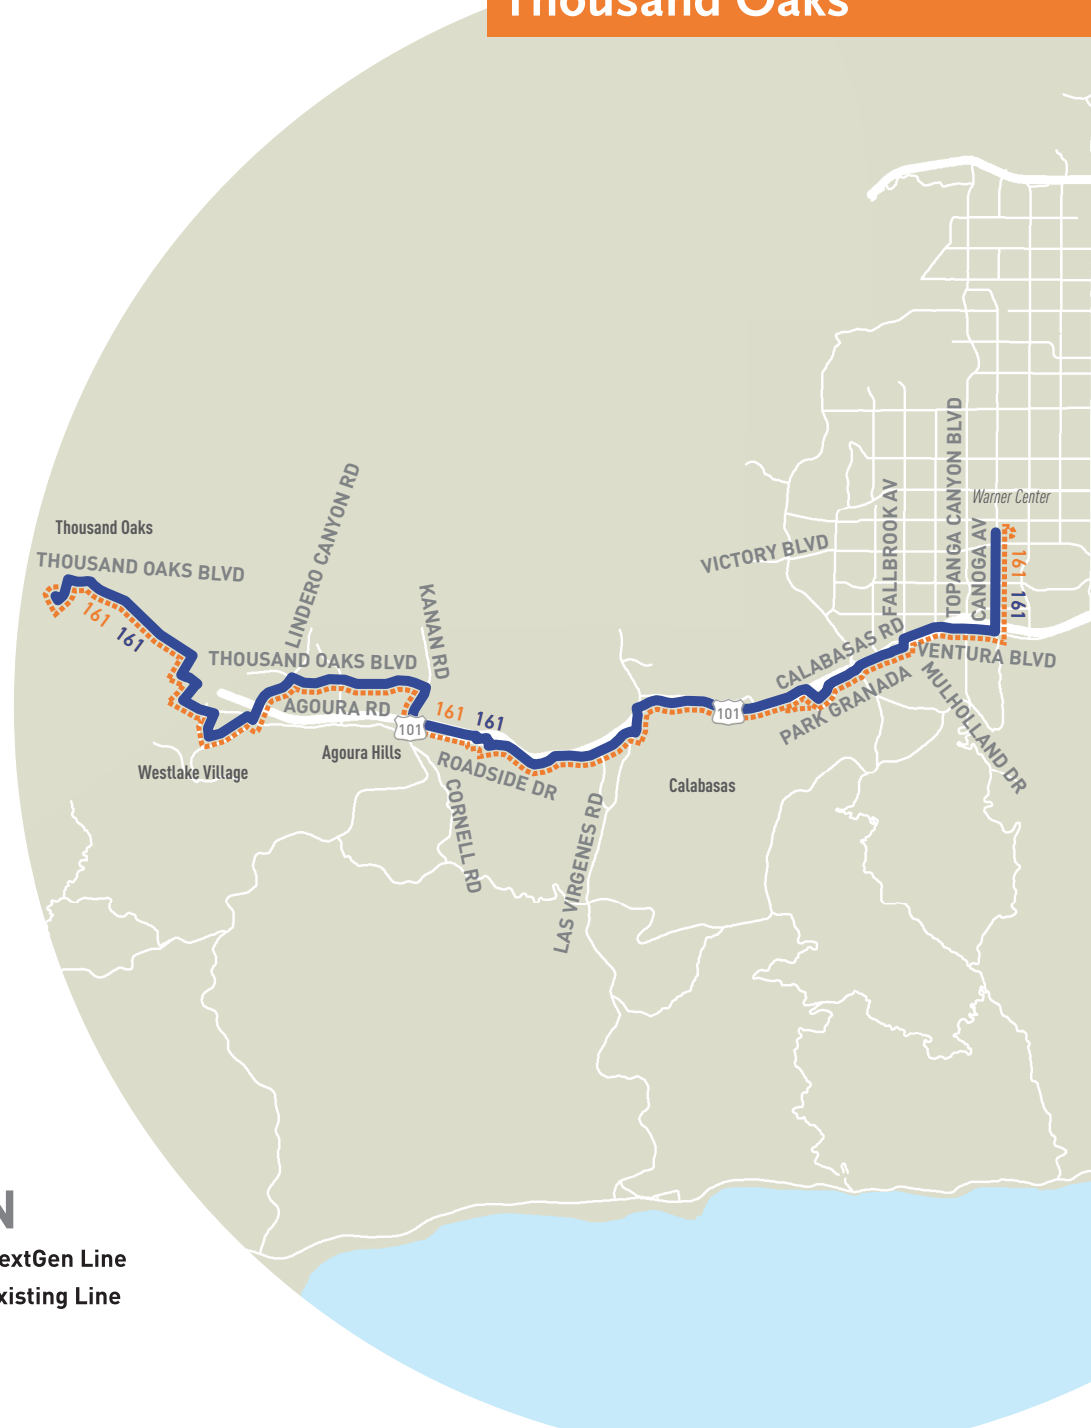 Thousand Oaks
Warner Center
TOPANGA CANYON BLVD
FALLBROOK AV
CANOGA AV
VICTORY BLVD
161
161
Thousand Oaks
THOUSAND OAKS BLVD
161
161
LINDERO CANYON RD
KANAN RD
THOUSAND OAKS BLVD
AGOURA RD
101
161
161
Agoura Hills
Westlake Village
ROADSIDE DR
CORNELL RD
LAS VIRGENES RD
Calabasas
101
CALABASAS RD
PARK GRANADA
VENTURA BLVD
MULHOLLAND DR
N
extGen Line
xisting Line